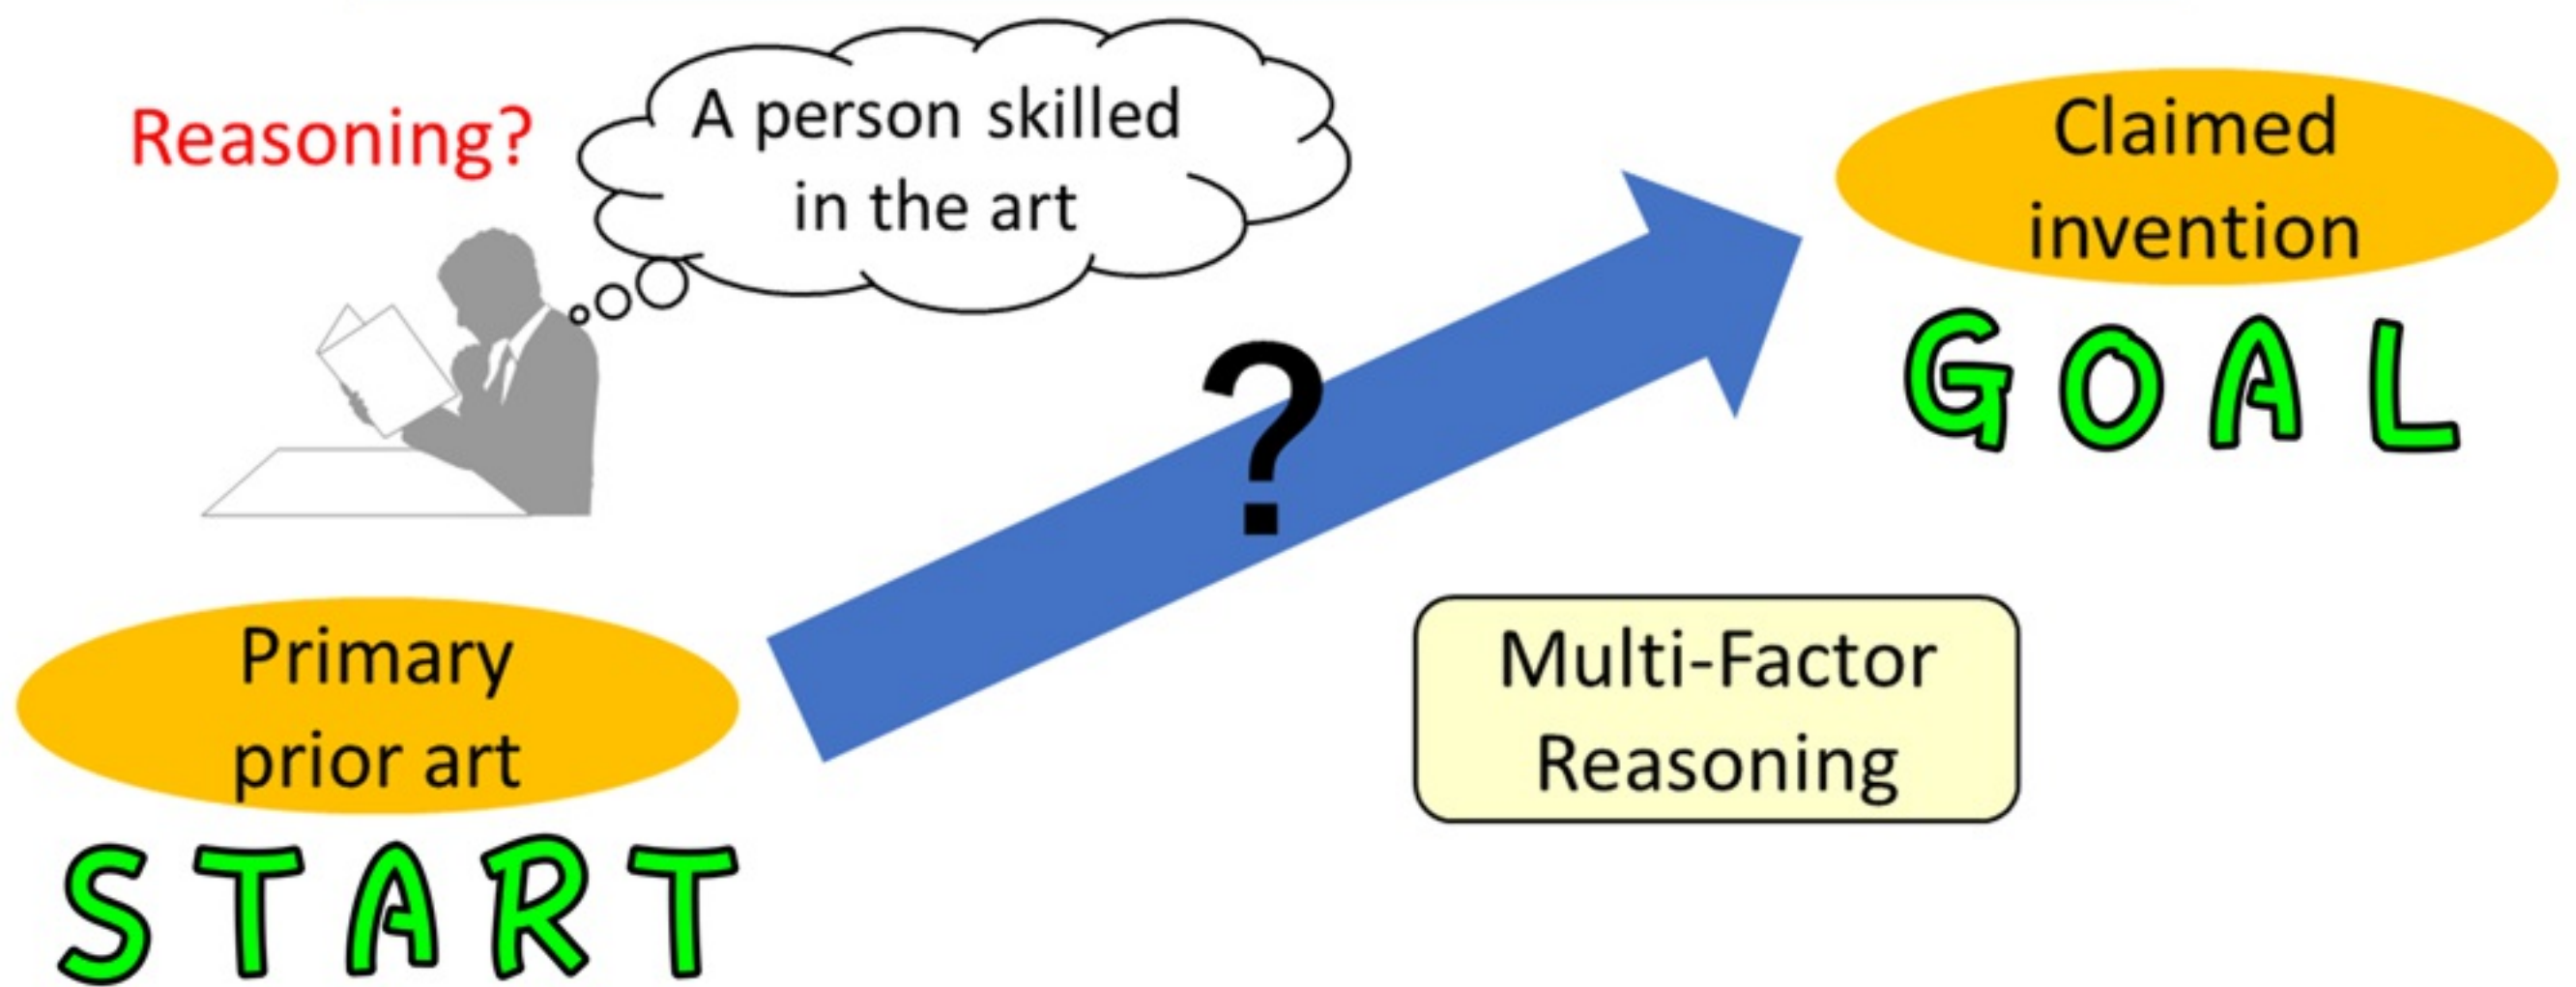 Reasoning?
A person skilled
in the art
Claimed
invention
GOAL
?
Primary
prior art
START
Multi-Factor
Reasoning